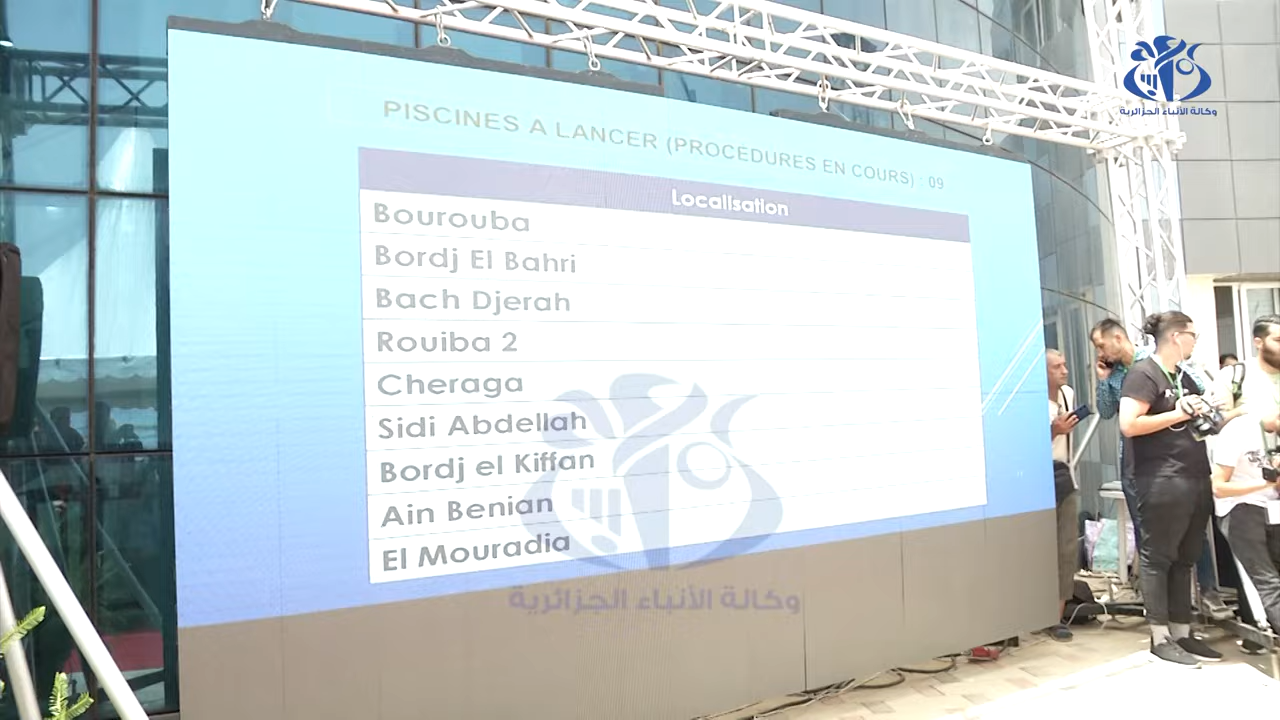 وكالة الأنباء الجزائرية
PISCINES A LANCER (PROCEDURES EN COURS) : 09
Localisation
Bourouba
Bordj El Bahri
Bach Djerah
Rouiba 2
Cheraga
Sidi Abdellah
Bordj el Kiffan
Ain Benian
El Mouradia
وكالة الأنباء الجزائرية